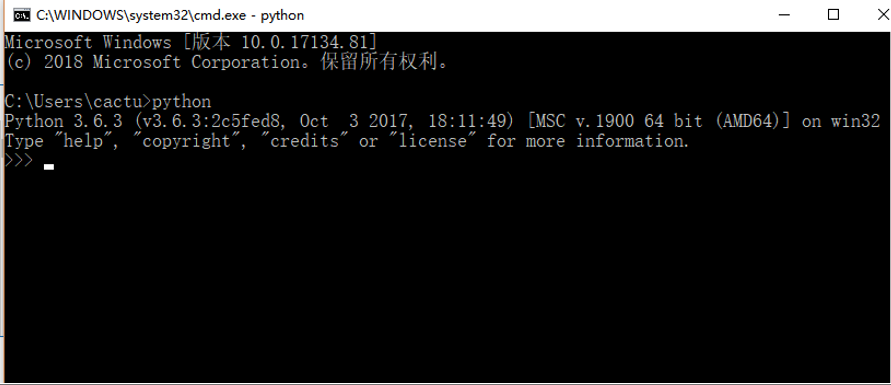 C:\WINDOWS\system32\cmd.exe - python
Microsoft Windows [版本 10.0.17134.81]
(c) 2018 Microsoft Corporation。保留所有权利。
C:\Users\cactu>python
Python 3.6.3 (v3.6.3:2c5fed8, Oct  3 2017, 18:11:49) [MSC v.1900 64 bit (AMD64)] on win32
Type "help", "copyright", "credits" or "license" for more information.
>>>